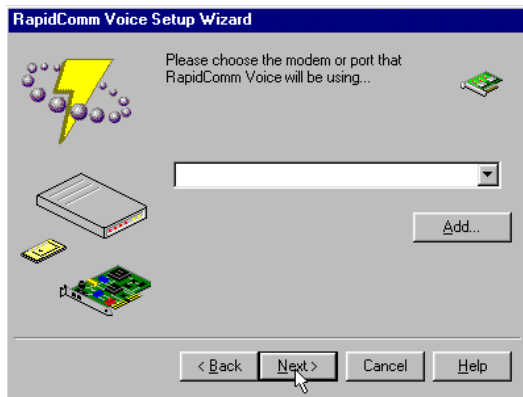 RapidComm Voice Setup Wizard
Please choose the modem or port that
RapidComm Voice will be using...
Add...
< Back
Next >
Cancel
Help